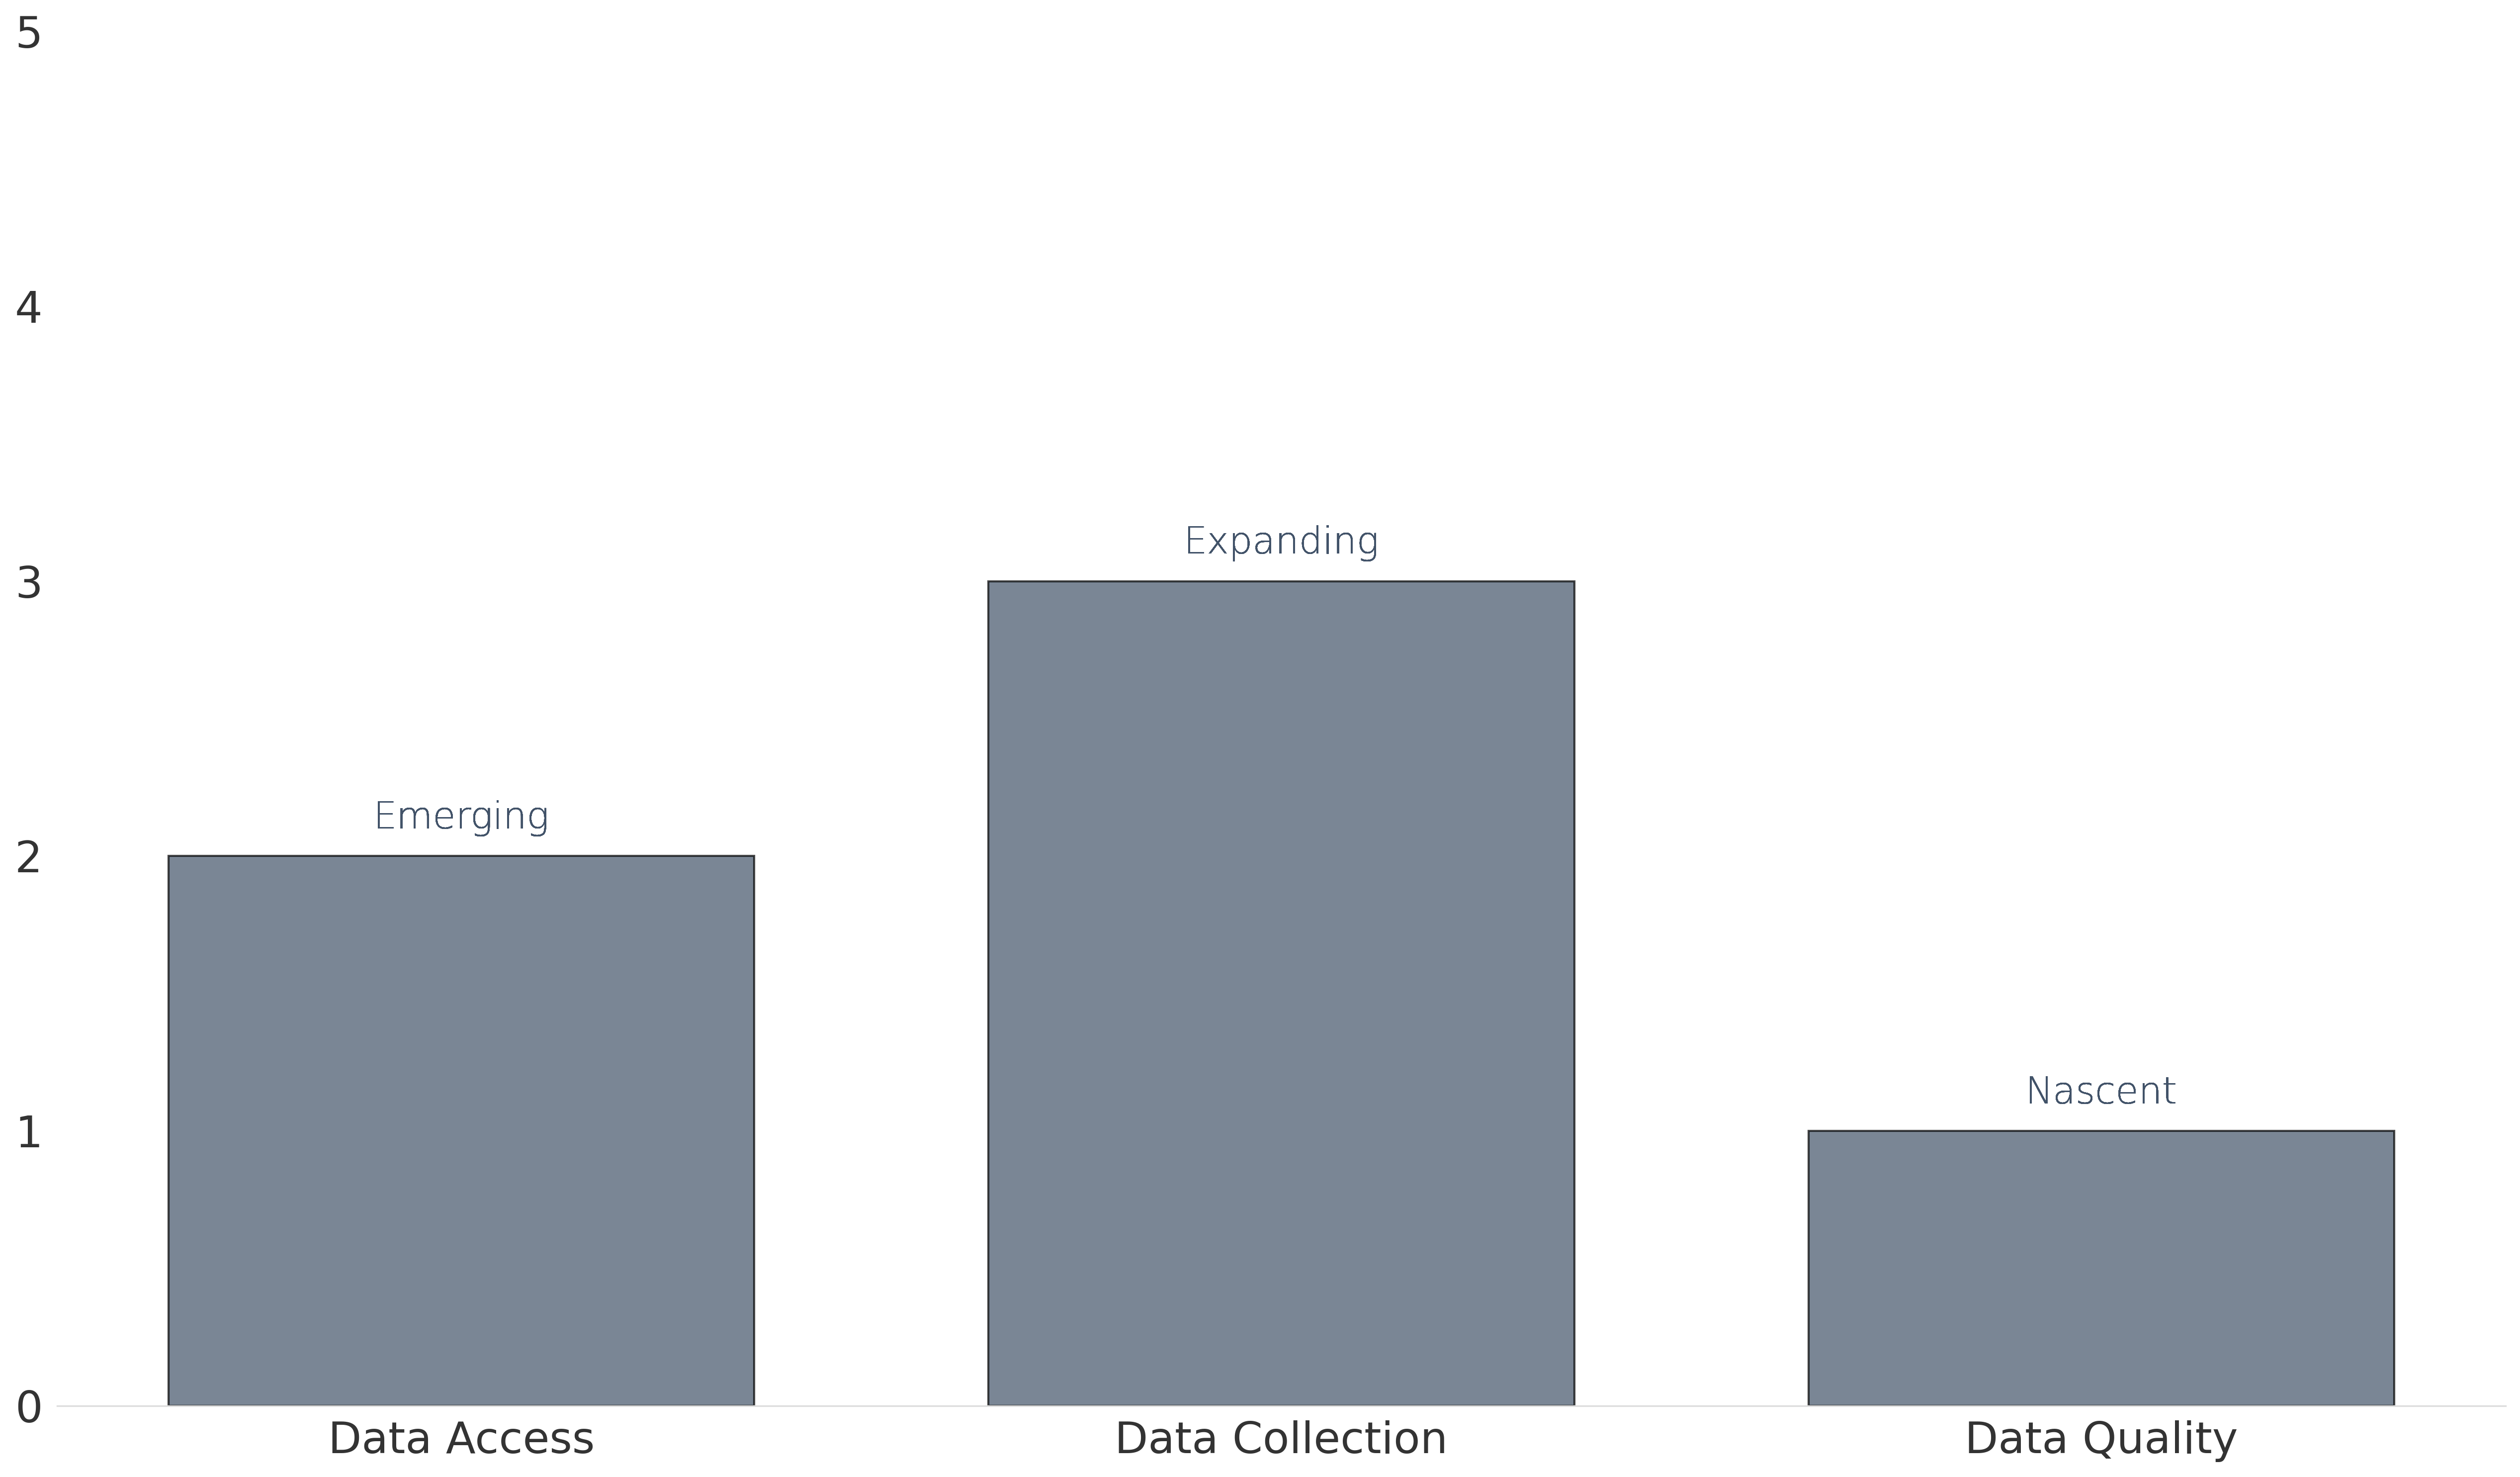 5
4
3
2
1
0
Expanding
Emerging
Nascent
Data Access
Data Collection
Data Quality